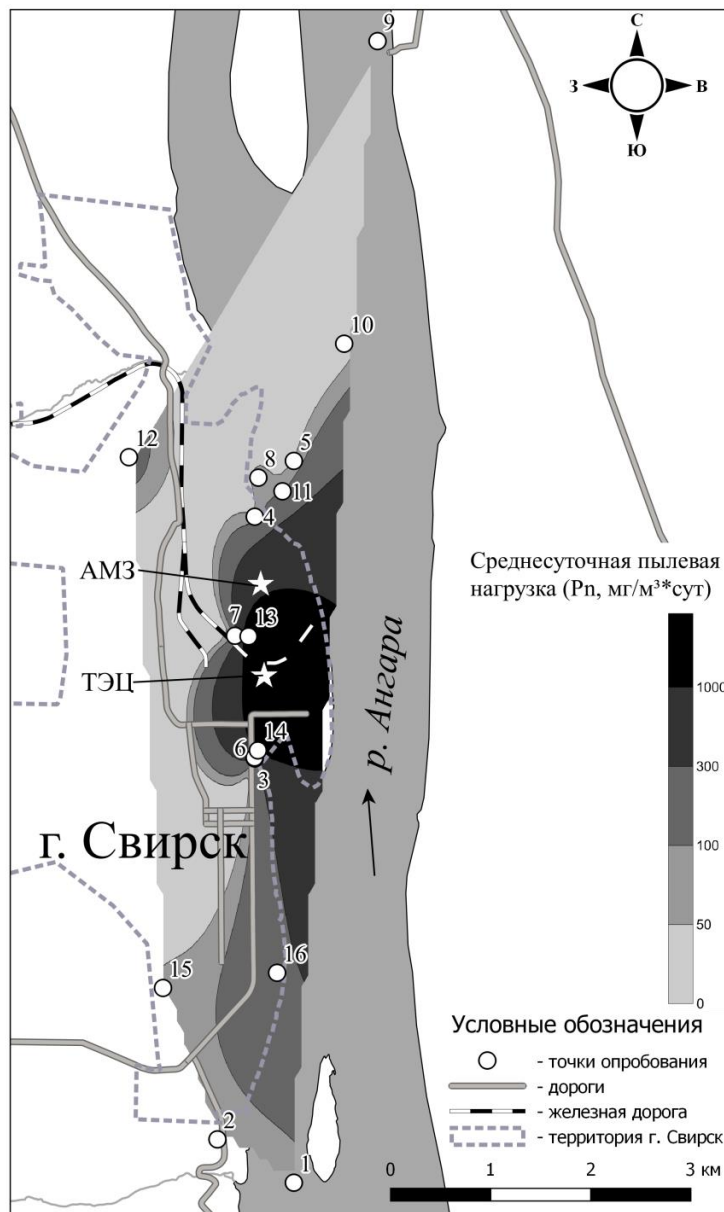 9
С
З
В
Ю
10
12
5
8
11
4
АМЗ
7
13
ТЭЦ
14
6
3
р. Ангара
г. Свирск
15
16
2
1
Среднесуточная пылевая
нагрузка (Pn, мг/м³*сут)
1000
300
100
50
0
Условные обозначения
- точки опробования
- дороги
- железная дорога
- территория г. Свирск
0 1 2 3 км